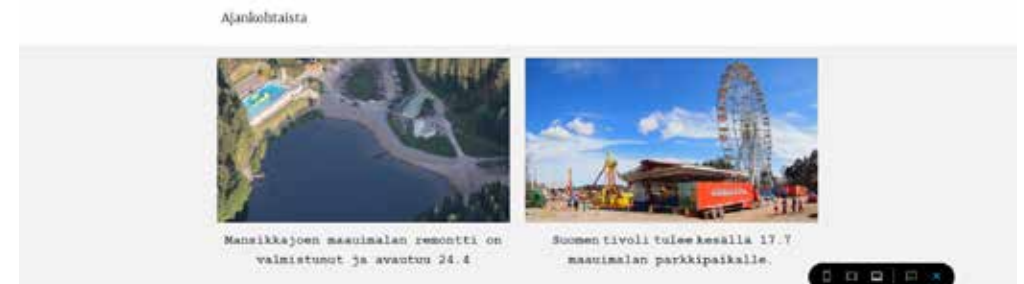 Ajankohtaista
Mansikkajoen maauimalan remontti on
valmistunut ja avautuu 24.4
Suomen tivoli tulee kesällä 17.7
maauimalan parkkipaikalle.